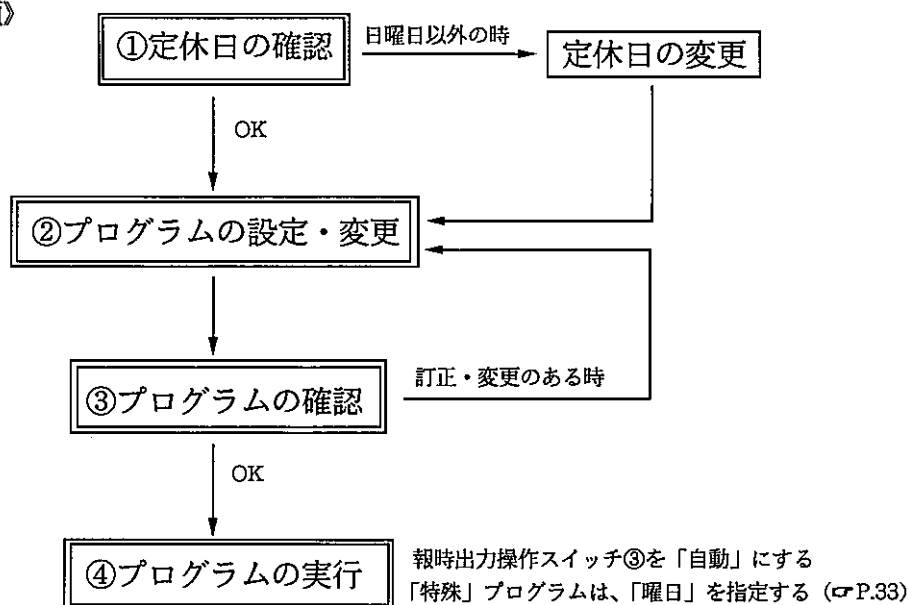 ①定休日の確認
日曜日以外の時
定休日の変更
OK
②プログラムの設定・変更
③プログラムの確認
訂正・変更のある時
OK
④プログラムの実行
報時出力操作スイッチ③を「自動」にする
「特殊」プログラムは、「曜日」を指定する（☞P.33）